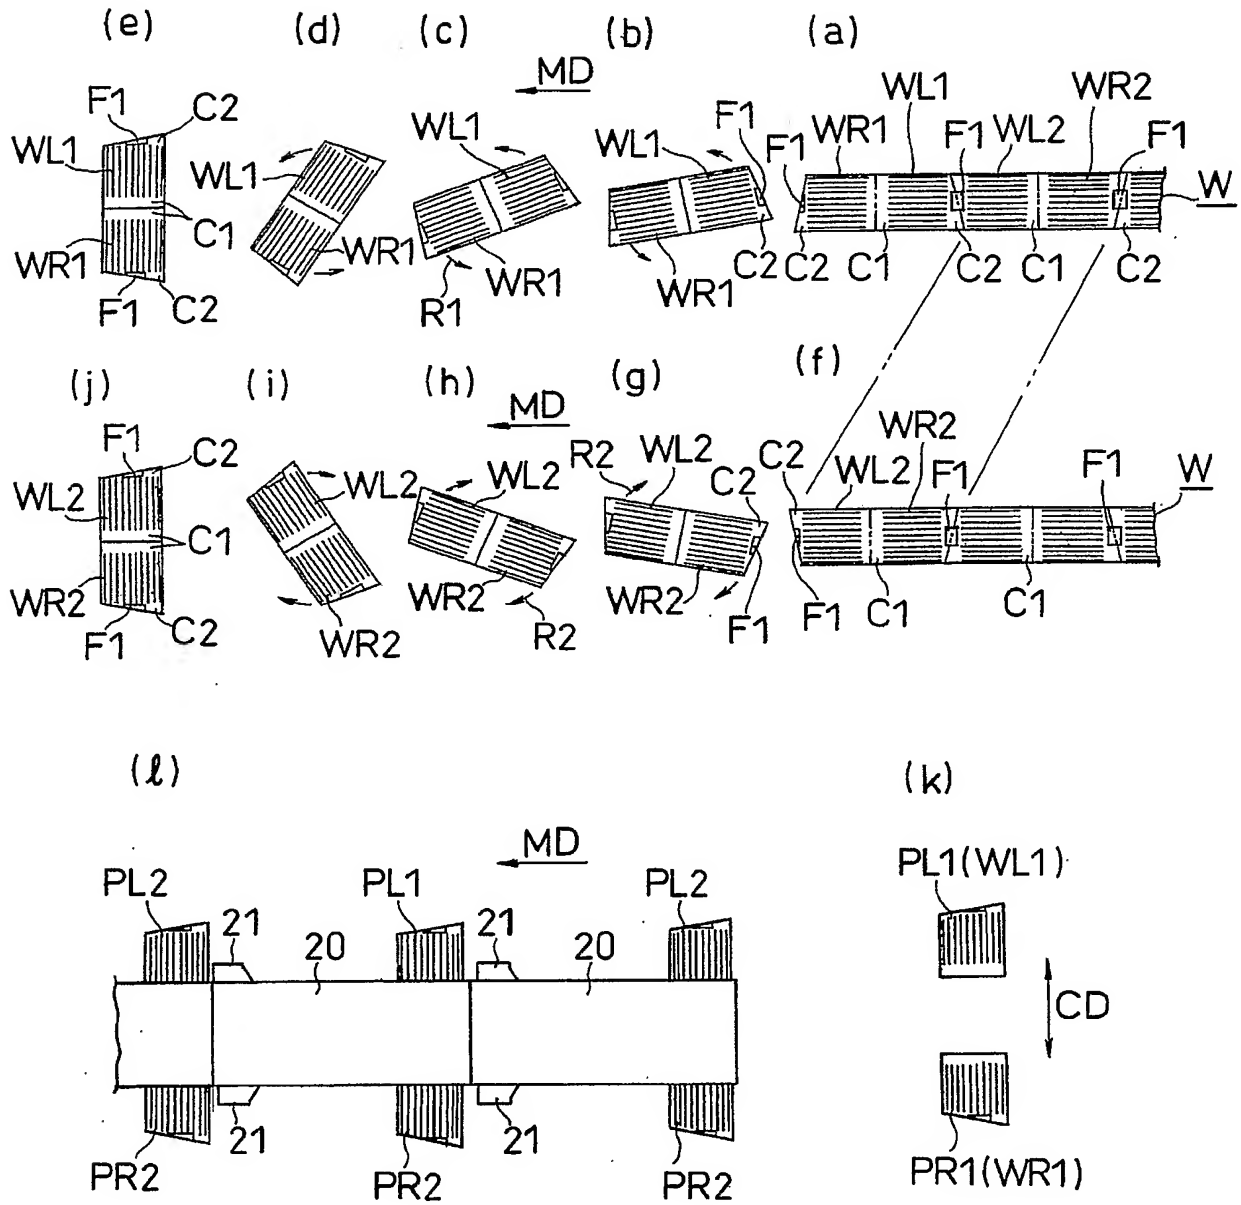 (e) (d) (c) (b) (a)
MD
F1 C2 WL1 F1 WL1 WR2
WL1 WL1 WL1 F1 WR1 F1 WL2 F1
W
C1
WR1 WR1 WR1 C2 C2 C1 C2 C1 C2
F1 C2 R1 WR1
(j) (i) (h) (g) (f)
MD
F1 C2 R2 WL2 C2 WR2
WL2 WL2 WL2 C2 WL2 F1 F1 W
C1
WR2 WR2 WR2 C1
F1 C2 WR2 R2 F1 F1 C1
(ℓ) (k)
MD
PL2 PL1 PL2 PL1(WL1)
21 20 21 20
CD
21 21
PR2 PR2 PR2 PR1(WR1)